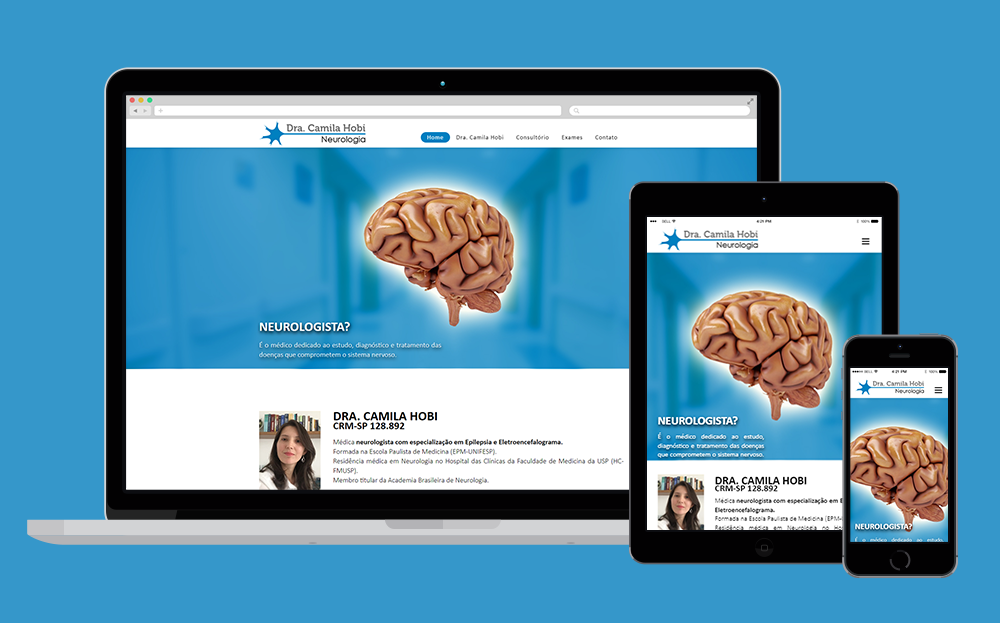 Dra. Camila Hobi
Neurologia
Home Dra. Camila Hobi Consultório Exames Contato
NEUROLOGISTA?
É o médico dedicado ao estudo, diagnóstico e tratamento das
doenças que comprometem o sistema nervoso.
DRA. CAMILA HOBI
CRM-SP 128.892
Médica neurologista com especialização em Epilepsia e Eletroencefalograma.
Formada na Escola Paulista de Medicina (EPM-UNIFESP).
Residência médica em Neurologia no Hospital das Clínicas da Faculdade de Medicina da USP (HC-
FMUSP).
Membro titular da Academia Brasileira de Neurologia.
BELL 4:21 PM 100%
Dra. Camila Hobi
Neurologia
NEUROLOGISTA?
É o médico dedicado ao estudo,
diagnóstico e tratamento das doenças
que comprometem o sistema nervoso.
DRA. CAMILA HOBI
CRM-SP 128.892
Médica neurologista com especialização em E
Eletroencefalograma.
Formada na Escola Paulista de Medicina (EPM-U
Residência médica em Neurologia no Ho
BELL 4:21 PM 100%
Dra. Camila Hobi
Neurologia
NEUROLOGISTA?
É o médico dedicado ao estudo,